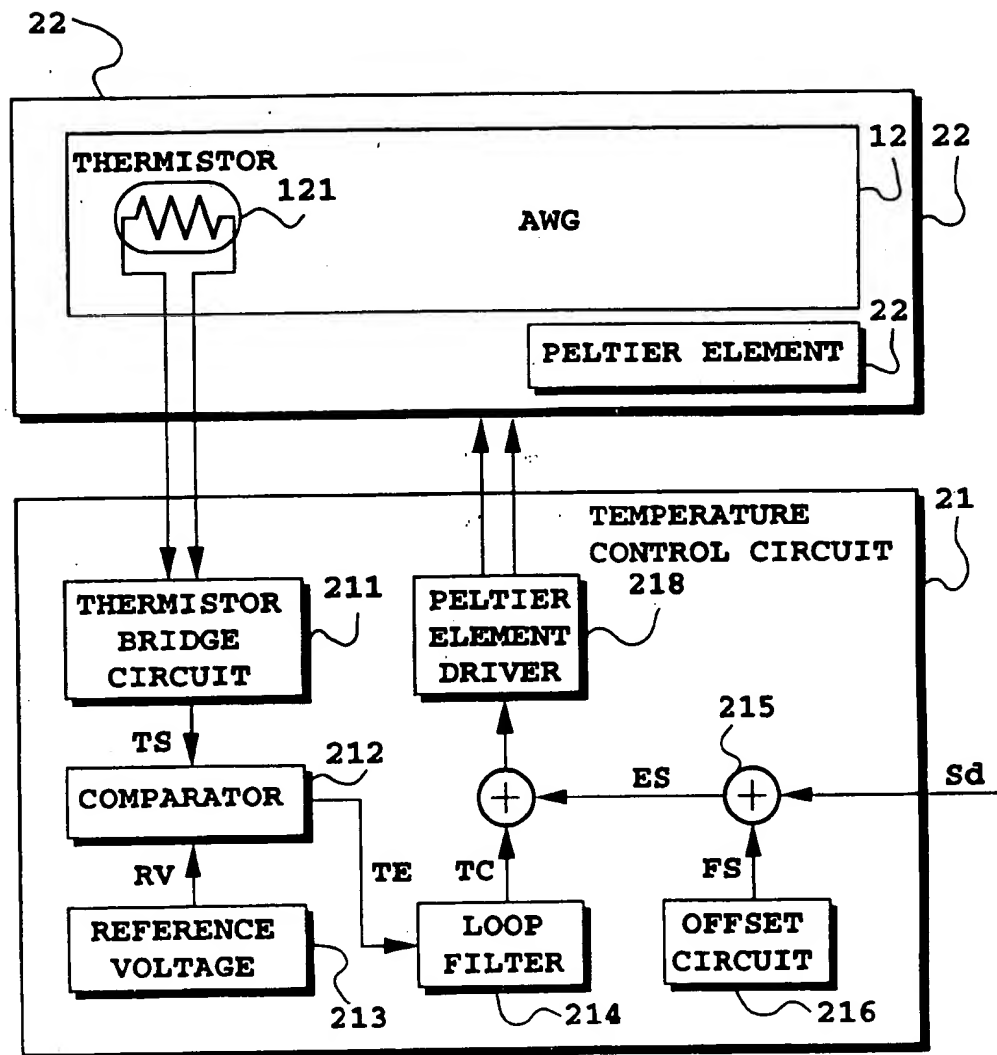 22
THERMISTOR
121
AWG
12
22
22
PELTIER ELEMENT
21
TEMPERATURE
CONTROL CIRCUIT
THERMISTOR
BRIDGE
CIRCUIT
211
PELTIER
ELEMENT
DRIVER
218
TS
COMPARATOR
212
215
ES
Sd
RV
TE
TC
FS
REFERENCE
VOLTAGE
213
LOOP
FILTER
214
OFFSET
CIRCUIT
216